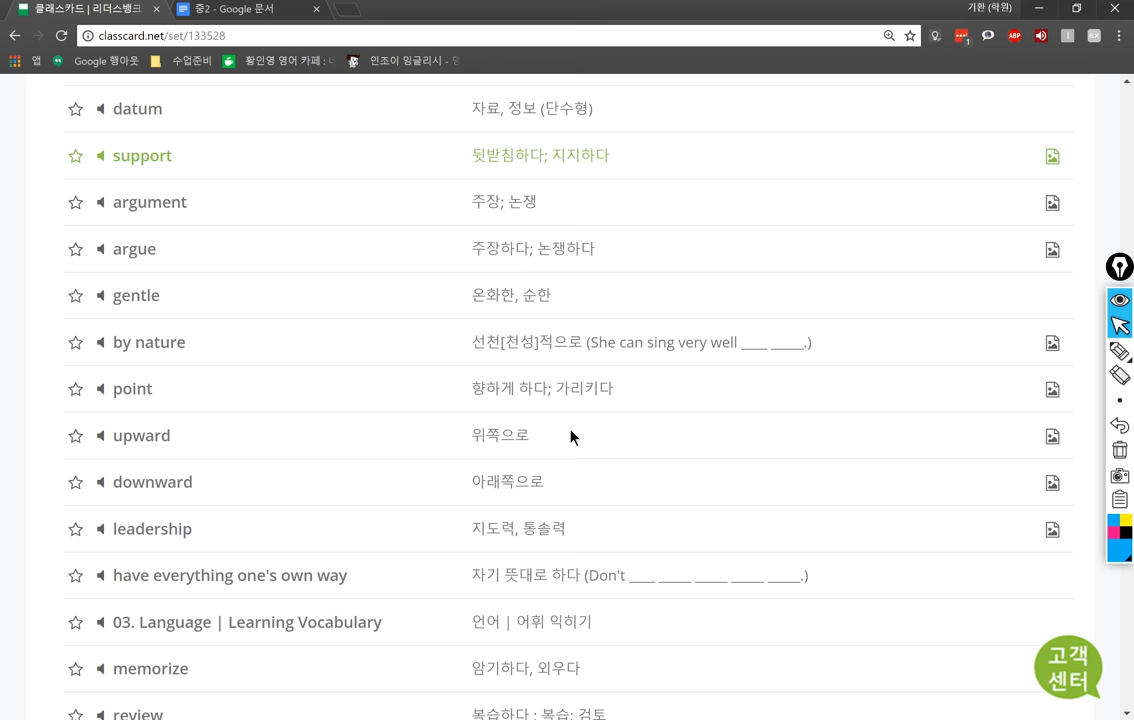 클래스카드 | 리더스뱅크
중2 - Google 문서
기환 (학원)
classcard.net/set/133528
앱
Google 행아웃
수업준비
황인영 영어 카페 : 너
인조이 잉글리시 -
1
ABP
datum 자료, 정보 (단수형)
support 뒷받침하다; 지지하다
argument 주장; 논쟁
argue 주장하다; 논쟁하다
gentle 온화한, 순한
by nature 선천[천성]적으로 (She can sing very well ____ _____.)
point 향하게 하다; 가리키다
upward 위쪽으로
downward 아래쪽으로
leadership 지도력, 통솔력
have everything one's own way 자기 뜻대로 하다 (Don't ____ _____ _____ _____ _____.)
03. Language | Learning Vocabulary 언어 | 어휘 익히기
memorize 암기하다, 외우다
review 복습하다 ; 복습; 검토
고객
센터